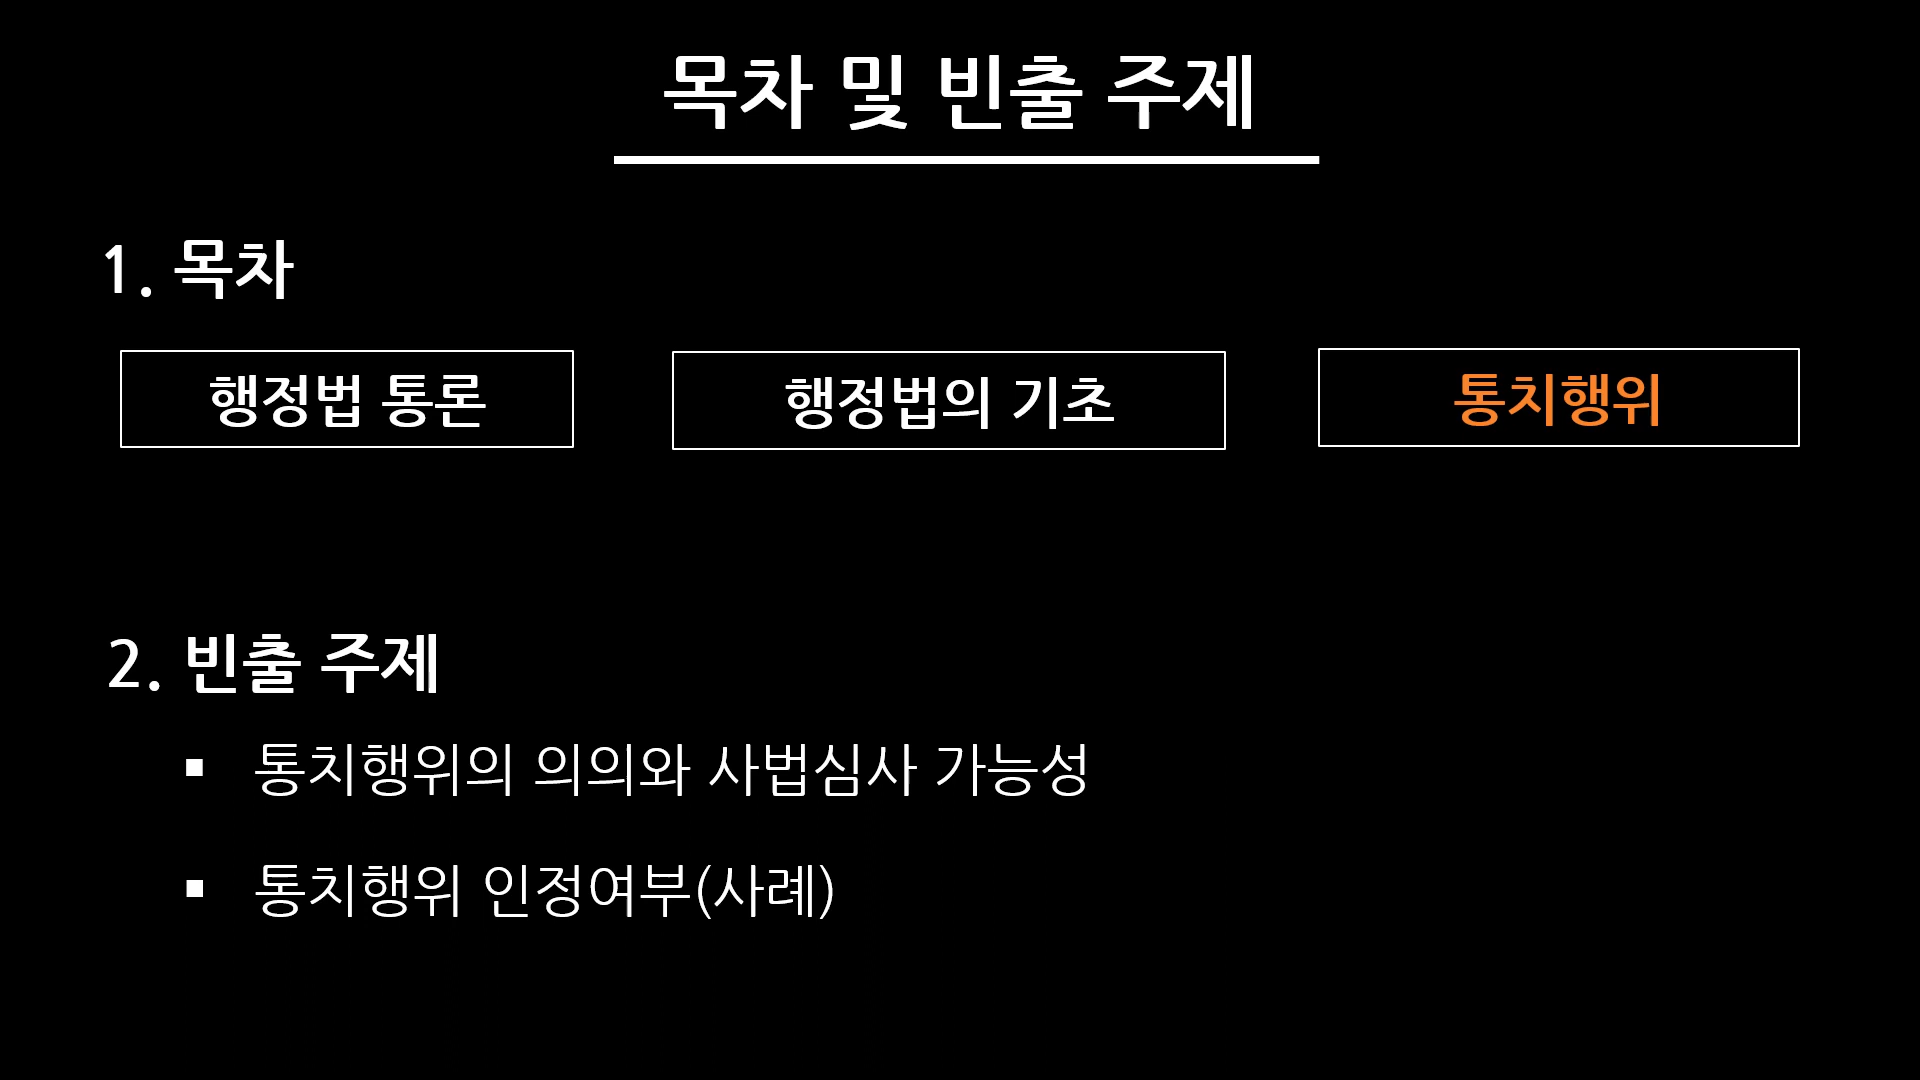 목차 및 빈출 주제
1. 목차
행정법 통론
행정법의 기초
통치행위
2. 빈출 주제
▪ 통치행위의 의의와 사법심사 가능성
▪ 통치행위 인정여부(사례)